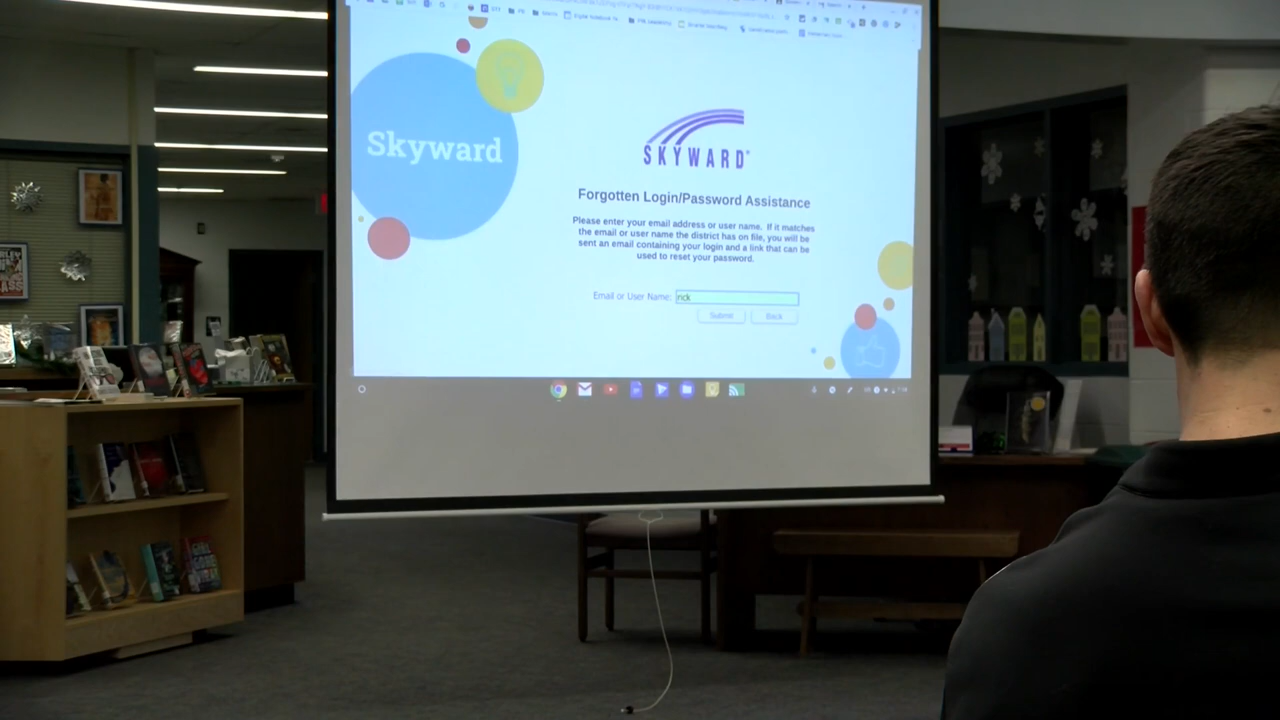 Skyward
SKYWARD
Forgotten Login/Password Assistance
Please enter your email address or user name. If it matches
the email or user name the district has on file, you will be
sent an email containing your login and a link that can be
used to reset your password.
Email or User Name: rick
Submit Back
GIRL